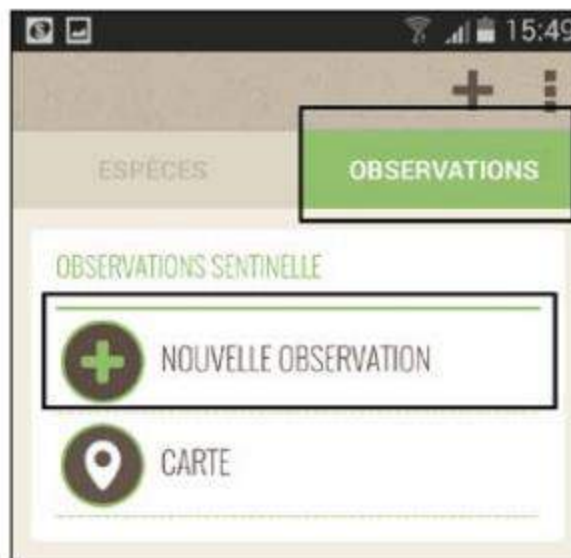 15:49
ESPÈCES OBSERVATIONS
OBSERVATIONS SENTINELLE
NOUVELLE OBSERVATION
CARTE